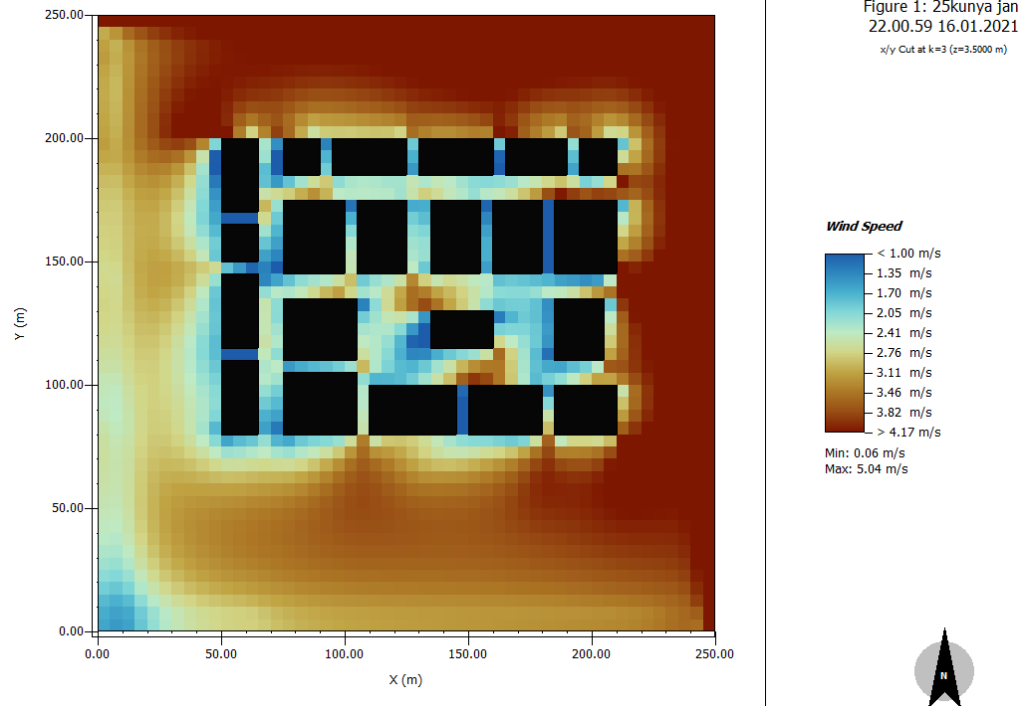 Figure 1: 25kunya jan
22.00.59 16.01.2021
x/y Cut at k=3 (z=3.5000 m)
250.00
200.00
150.00
100.00
50.00
0.00
Y (m)
0.00 50.00 100.00 150.00 200.00 250.00
X (m)
Wind Speed
< 1.00 m/s
1.35 m/s
1.70 m/s
2.05 m/s
2.41 m/s
2.76 m/s
3.11 m/s
3.46 m/s
3.82 m/s
> 4.17 m/s
Min: 0.06 m/s
Max: 5.04 m/s
N